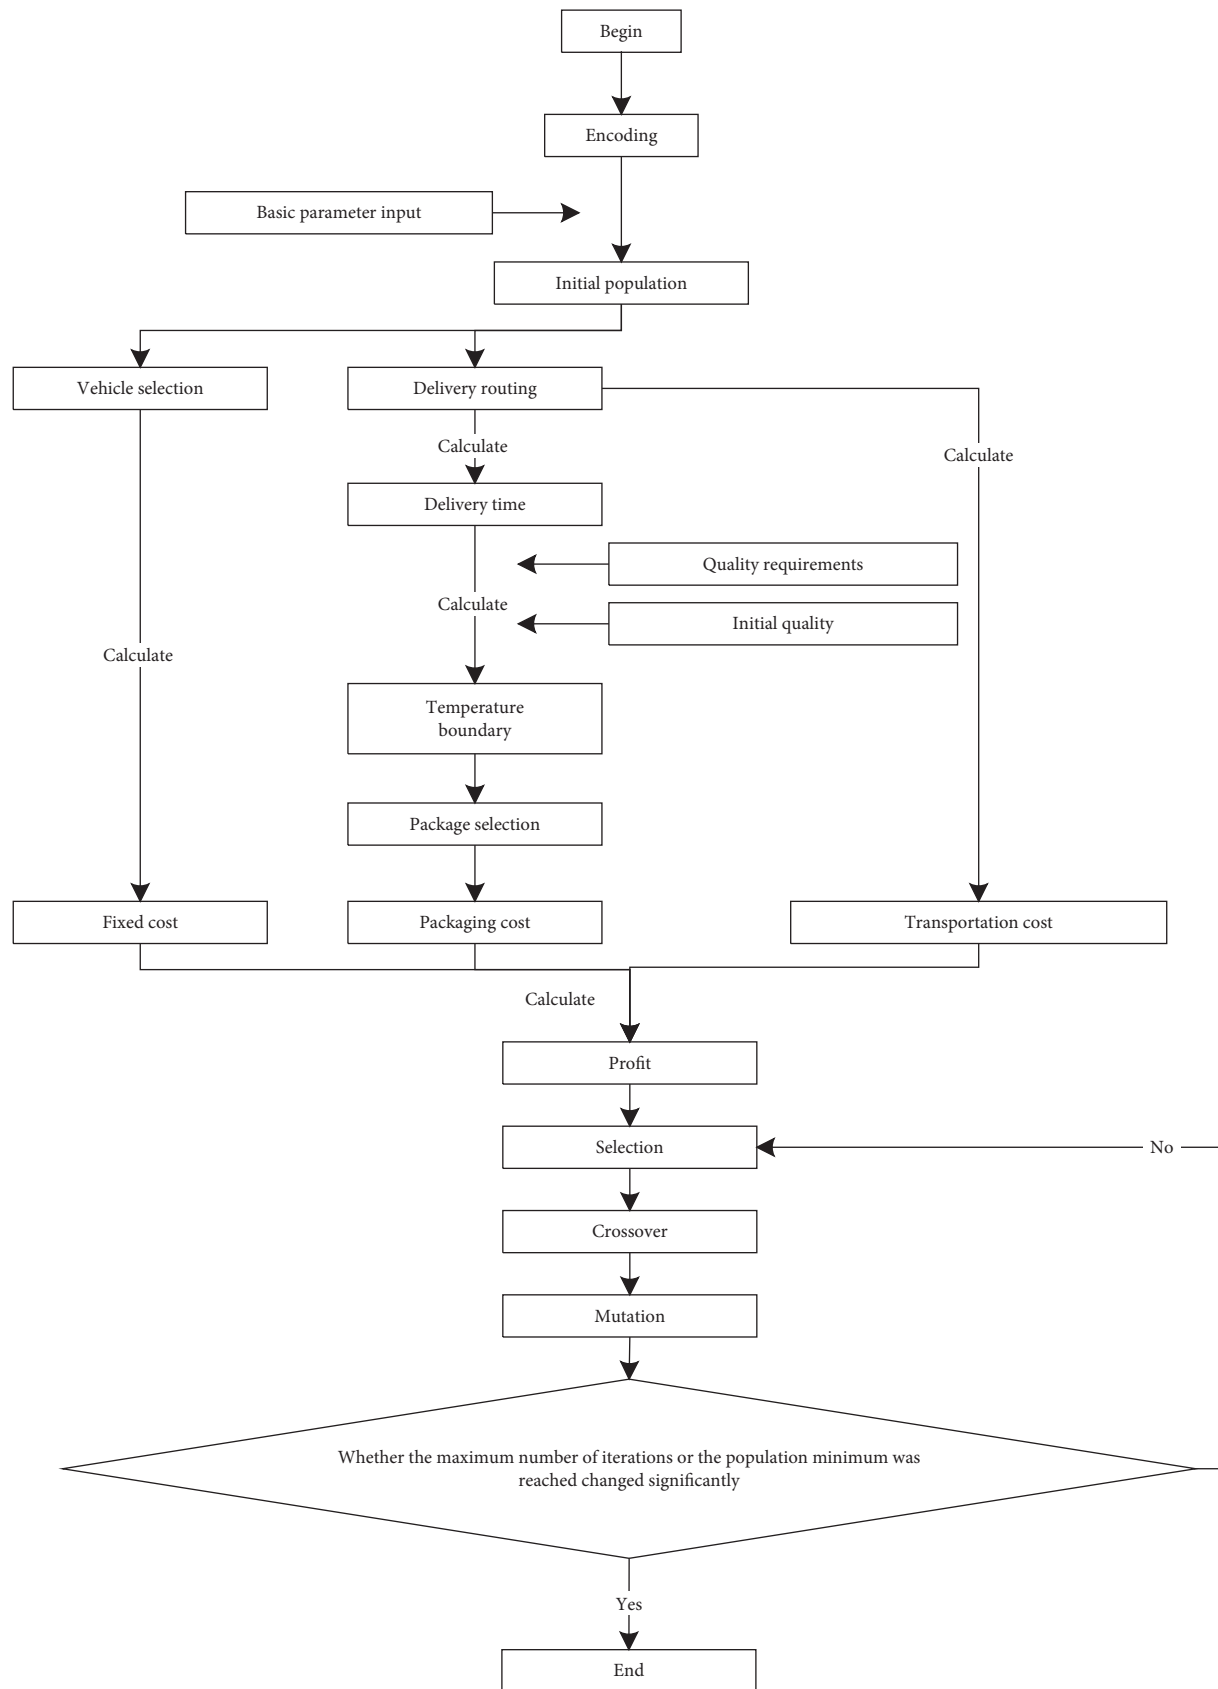 Begin
Encoding
Basic parameter input
Initial population
Vehicle selection
Delivery routing
Calculate
Calculate
Delivery time
Quality requirements
Calculate
Initial quality
Calculate
Temperature
boundary
Package selection
Fixed cost
Packaging cost
Transportation cost
Calculate
Profit
Selection
No
Crossover
Mutation
Whether the maximum number of iterations or the population minimum was
reached changed significantly
Yes
End